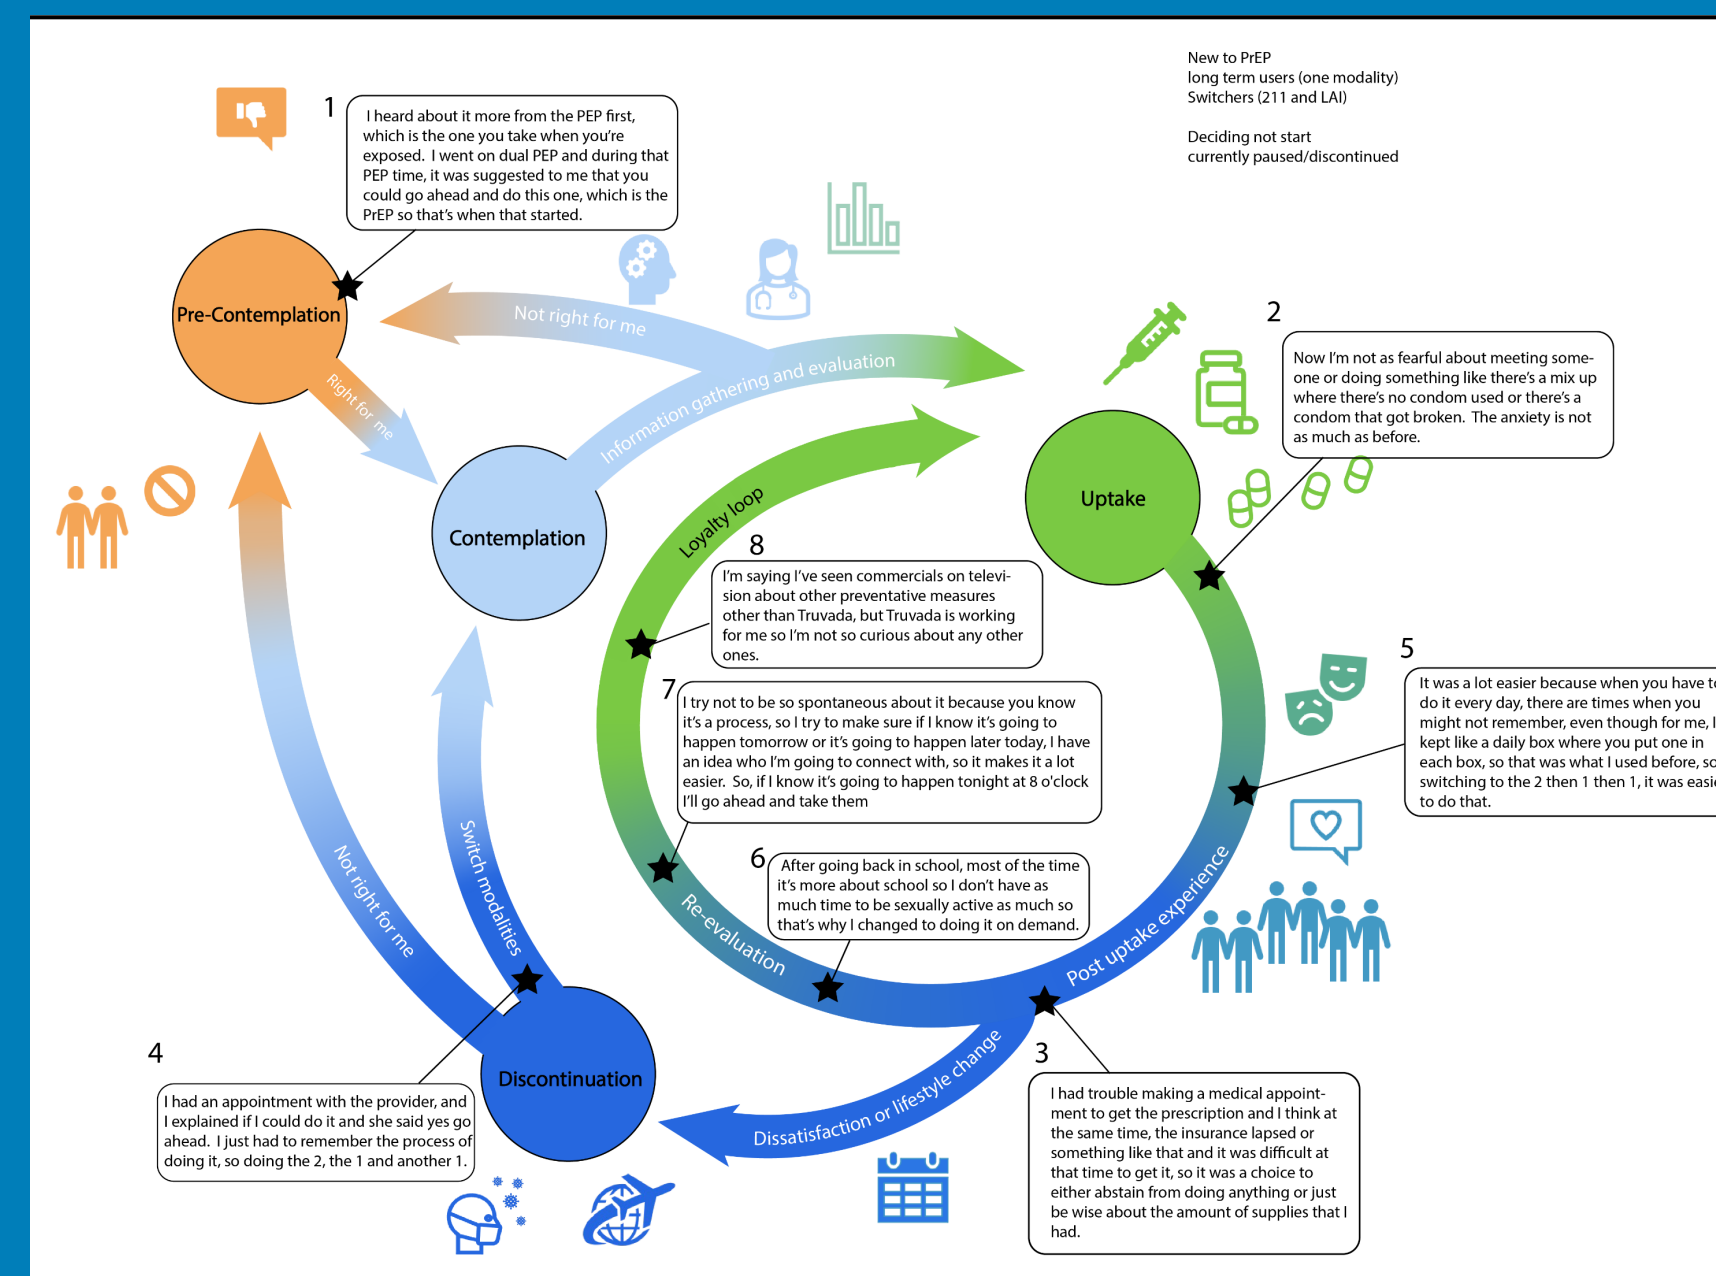 New to PrEP
long term users (one modality)
Switchers (211 and LAI)
Deciding not start
currently paused/discontinued
1
I heard about it more from the PEP first,
which is the one you take when you're
exposed. I went on dual PEP and during that
PEP time, it was suggested to me that you
could go ahead and do this one, which is the
PrEP so that's when that started.
Pre-Contemplation
Right for me
Not right for me
Information gathering and evaluation
Contemplation
2
Now I'm not as fearful about meeting some-
one or doing something like there's a mix up
where there's no condom used or there's a
condom that got broken. The anxiety is not
as much as before.
Uptake
Loyalty loop
8
I'm saying I've seen commercials on televi-
sion about other preventative measures
other than Truvada, but Truvada is working
for me so I'm not so curious about any other
ones.
5
It was a lot easier because when you have to
do it every day, there are times when you
might not remember, even though for me, I
kept like a daily box where you put one in
each box, so that was what I used before, so
switching to the 2 then 1 then 1, it was easie
to do that.
7
I try not to be so spontaneous about it because you know
it's a process, so I try to make sure if I know it's going to
happen tomorrow or it's going to happen later today, I have
an idea who I'm going to connect with, so it makes it a lot
easier. So, if I know it's going to happen tonight at 8 o'clock
I'll go ahead and take them
6
After going back in school, most of the time
it's more about school so I don't have as
much time to be sexually active as much so
that's why I changed to doing it on demand.
Re-evaluation
Post uptake experience
Not right for me
Switch modalities
Dissatisfaction or lifestyle change
Discontinuation
4
I had an appointment with the provider, and
I explained if I could do it and she said yes go
ahead. I just had to remember the process of
doing it, so doing the 2, the 1 and another 1.
3
I had trouble making a medical appoint-
ment to get the prescription and I think at
the same time, the insurance lapsed or
something like that and it was difficult at
that time to get it, so it was a choice to
either abstain from doing anything or just
be wise about the amount of supplies that I
had.